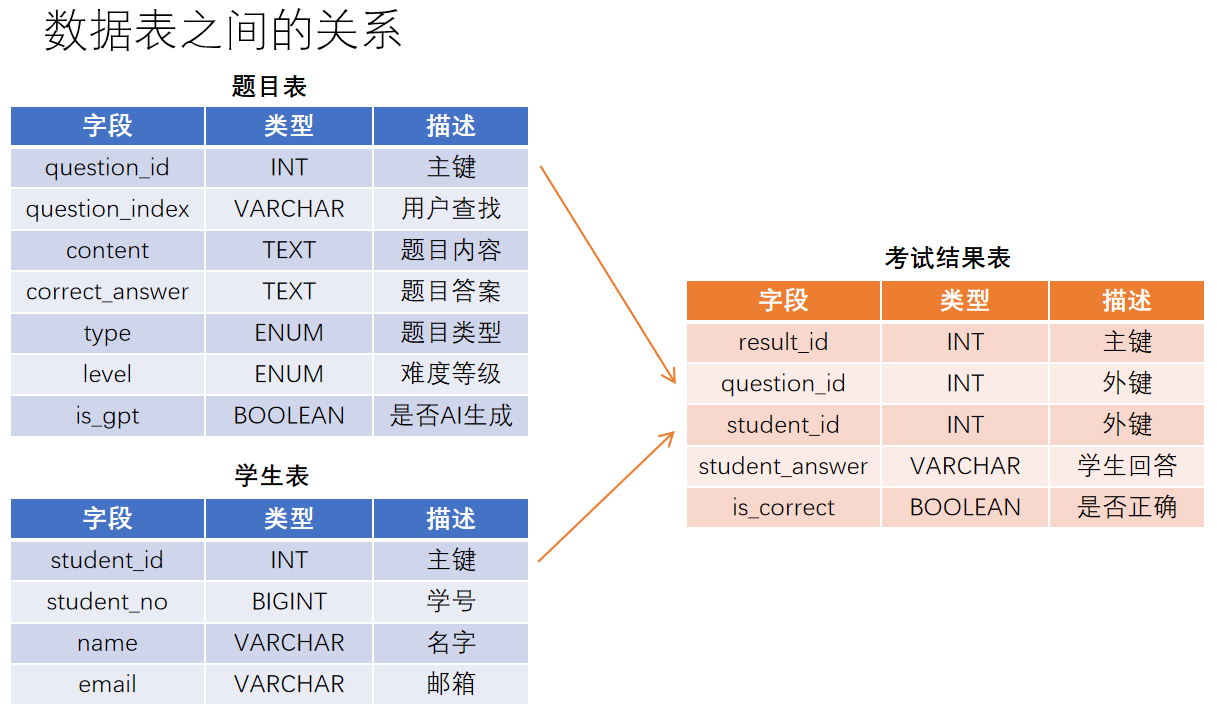 数据表之间的关系
题目表
字段 类型 描述
question_id INT 主键
question_index VARCHAR 用户查找
content TEXT 题目内容
correct_answer TEXT 题目答案
type ENUM 题目类型
level ENUM 难度等级
is_gpt BOOLEAN 是否AI生成
学生表
字段 类型 描述
student_id INT 主键
student_no BIGINT 学号
name VARCHAR 名字
email VARCHAR 邮箱
考试结果表
字段 类型 描述
result_id INT 主键
question_id INT 外键
student_id INT 外键
student_answer VARCHAR 学生回答
is_correct BOOLEAN 是否正确